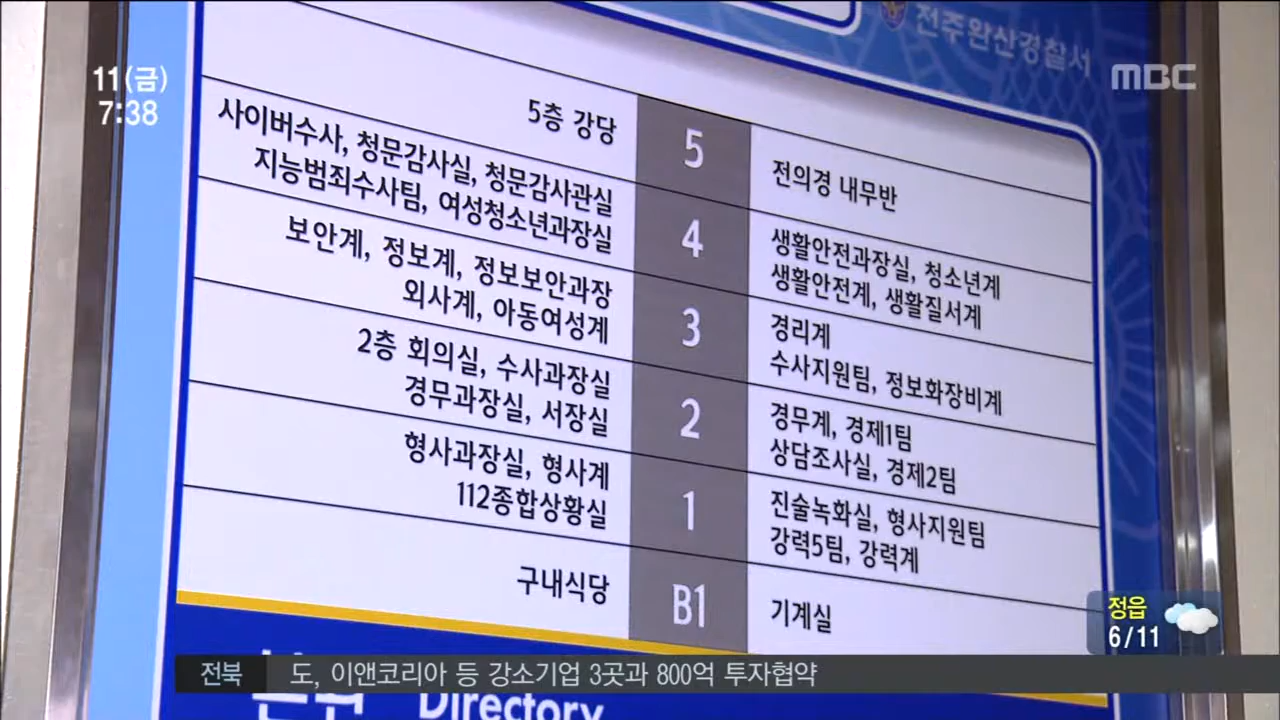 전주완산경찰서
MBC
11(금)
7:38
5층 강당
5
전의경 내무반
사이버수사, 청문감사실, 청문감사관실
지능범죄수사팀, 여성청소년과장실
4
생활안전과장실, 청소년계
생활안전계, 생활질서계
보안계, 정보계, 정보보안과장
외사계, 아동여성계
3
경리계
수사지원팀, 정보화장비계
2층 회의실, 수사과장실
경무과장실, 서장실
2
경무계, 경제1팀
상담조사실, 경제2팀
형사과장실, 형사계
112종합상황실
1
진술녹화실, 형사지원팀
강력5팀, 강력계
구내식당
B1
기계실
정읍
6/11
전북 도, 이앤코리아 등 강소기업 3곳과 800억 투자협약
Directory